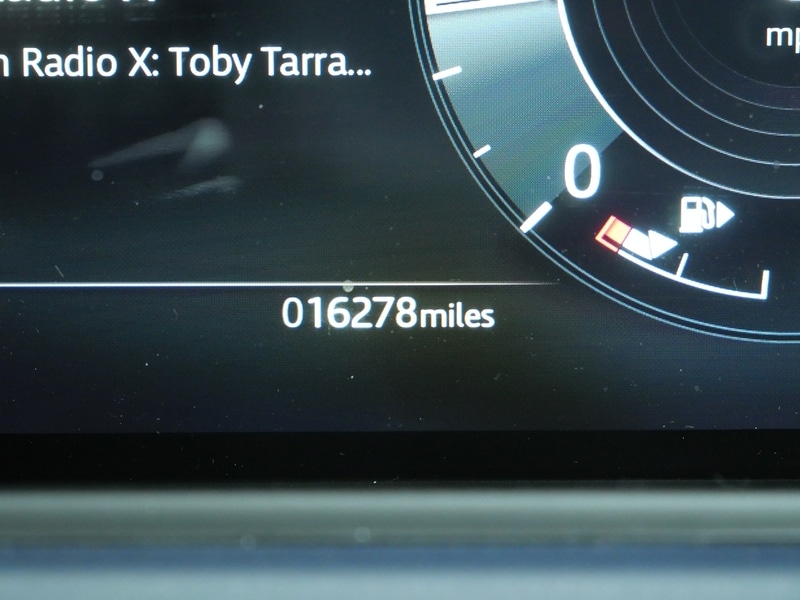 Radio X: Toby Tarra...
mp
0
016278miles